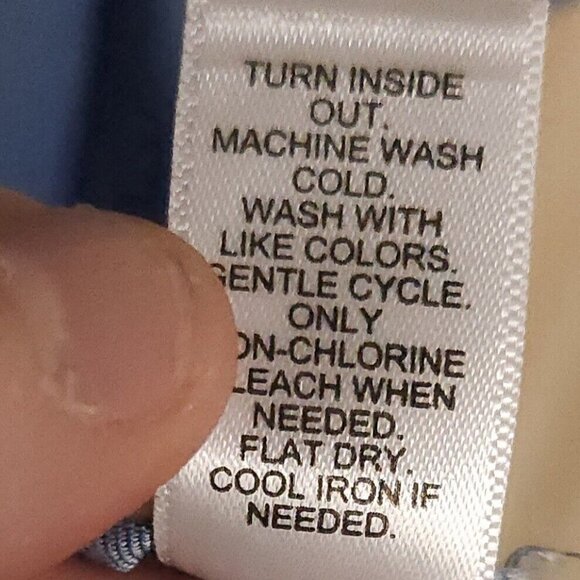 TURN INSIDE
OUT.
MACHINE WASH
COLD.
WASH WITH
LIKE COLORS.
GENTLE CYCLE.
ONLY
ON-CHLORINE
LEACH WHEN
NEEDED.
FLAT DRY.
COOL IRON IF
NEEDED.